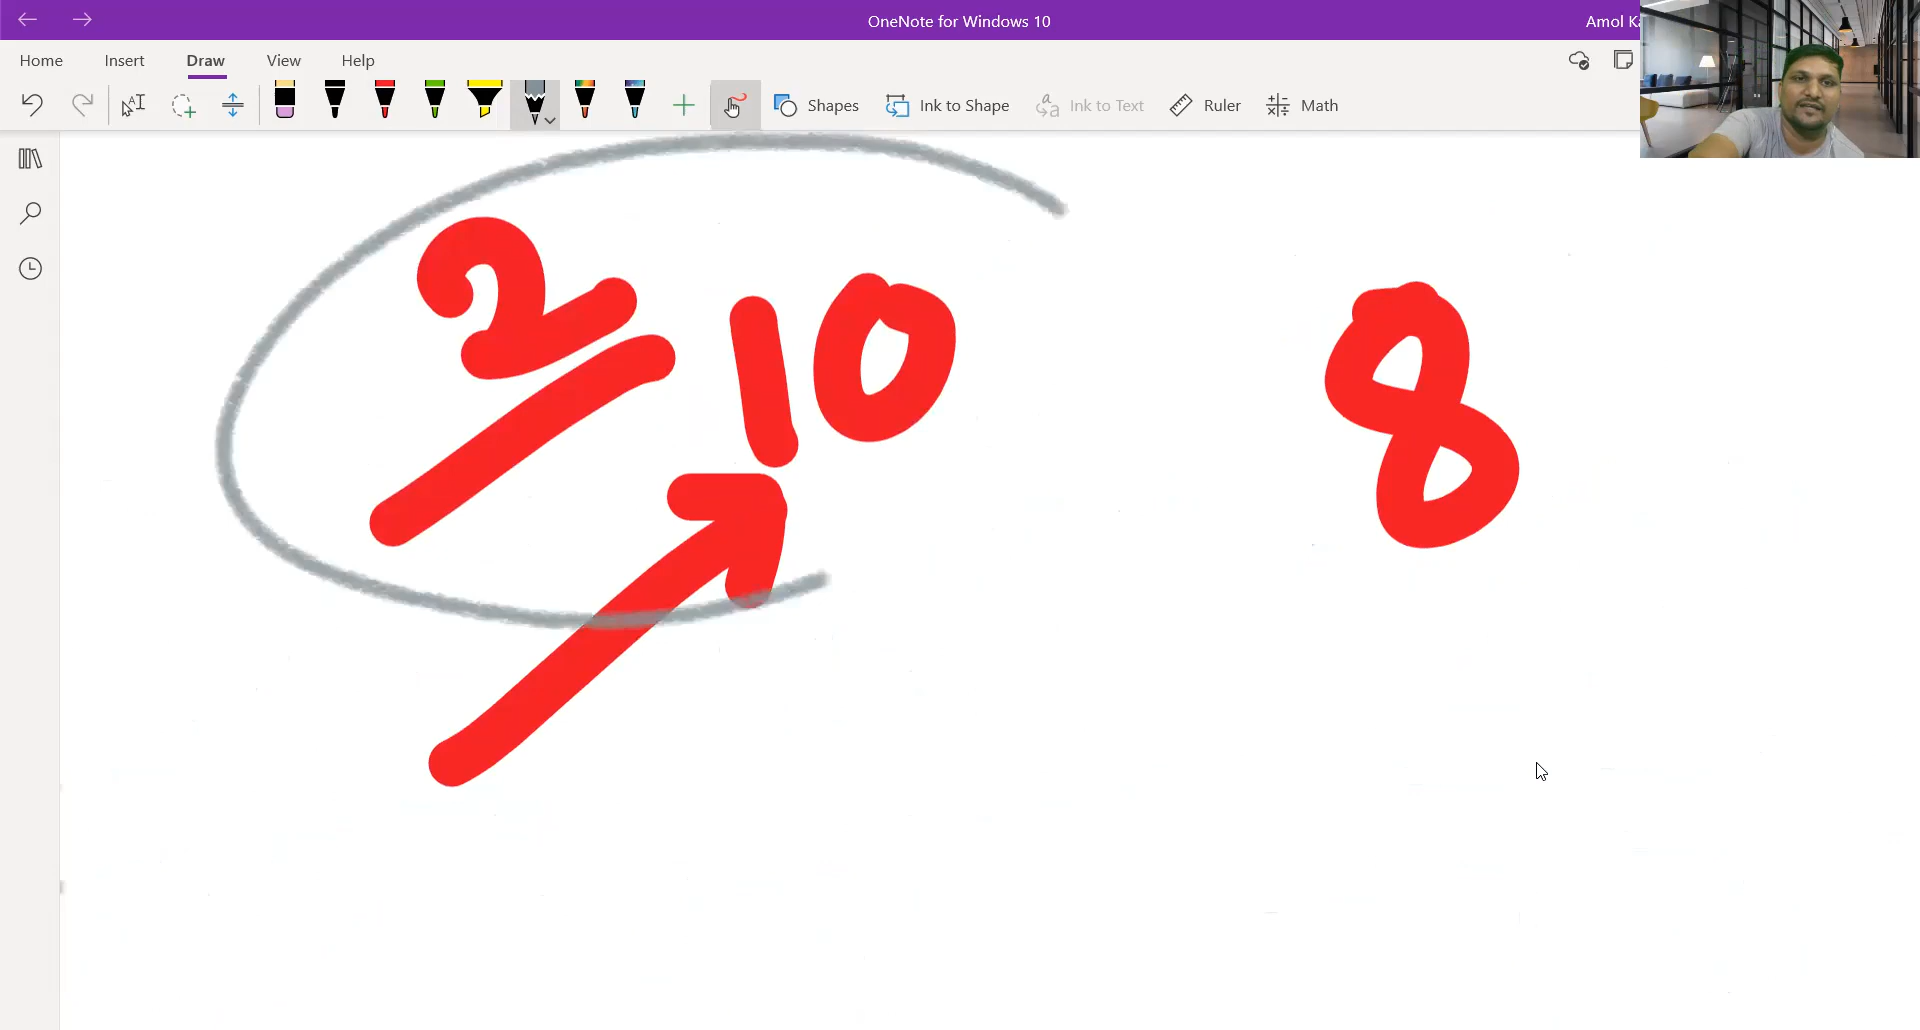 OneNote for Windows 10
Amol Ka
Home Insert Draw View Help
Shapes Ink to Shape Ink to Text Ruler Math
2 10 8